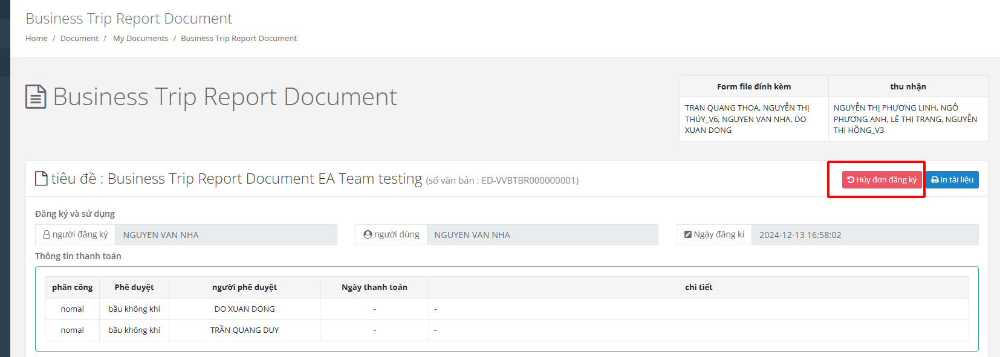 Business Trip Report Document
Home / Document / My Documents / Business Trip Report Document
Business Trip Report Document
Form file đính kèm
thu nhận
TRAN QUANG THOA, NGUYỄN THỊ
THÚY_V6, NGUYEN VAN NHA, DO
XUAN DONG
NGUYỄN THỊ PHƯƠNG LINH, NGÔ
PHƯƠNG ANH, LÊ THỊ TRANG, NGUYỄN
THỊ HỒNG_V3
tiêu đề : Business Trip Report Document EA Team testing (số văn bản : ED-VVBTBR000000001)
Hủy đơn đăng ký
In tài liệu
Đăng ký và sử dụng
người đăng ký NGUYEN VAN NHA
người dùng NGUYEN VAN NHA
Ngày đăng kí 2024-12-13 16:58:02
Thông tin thanh toán
phân công Phê duyệt người phê duyệt Ngày thanh toán chi tiết
nomal bầu không khí DO XUAN DONG - -
nomal bầu không khí TRẦN QUANG DUY - -